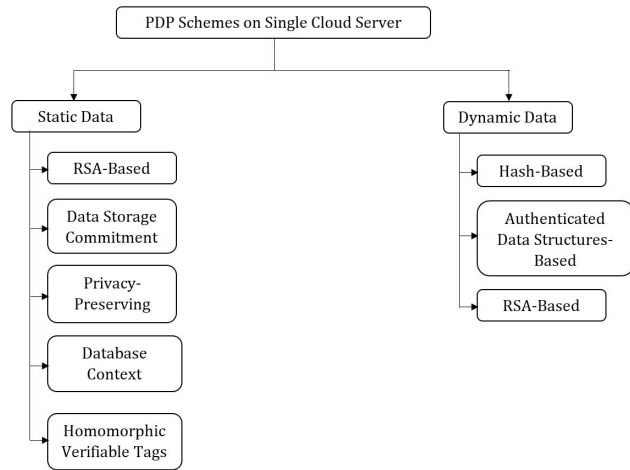 PDP Schemes on Single Cloud Server
Static Data
RSA-Based
Data Storage
Commitment
Privacy-
Preserving
Database
Context
Homomorphic
Verifiable Tags
Dynamic Data
Hash-Based
Authenticated
Data Structures-
Based
RSA-Based